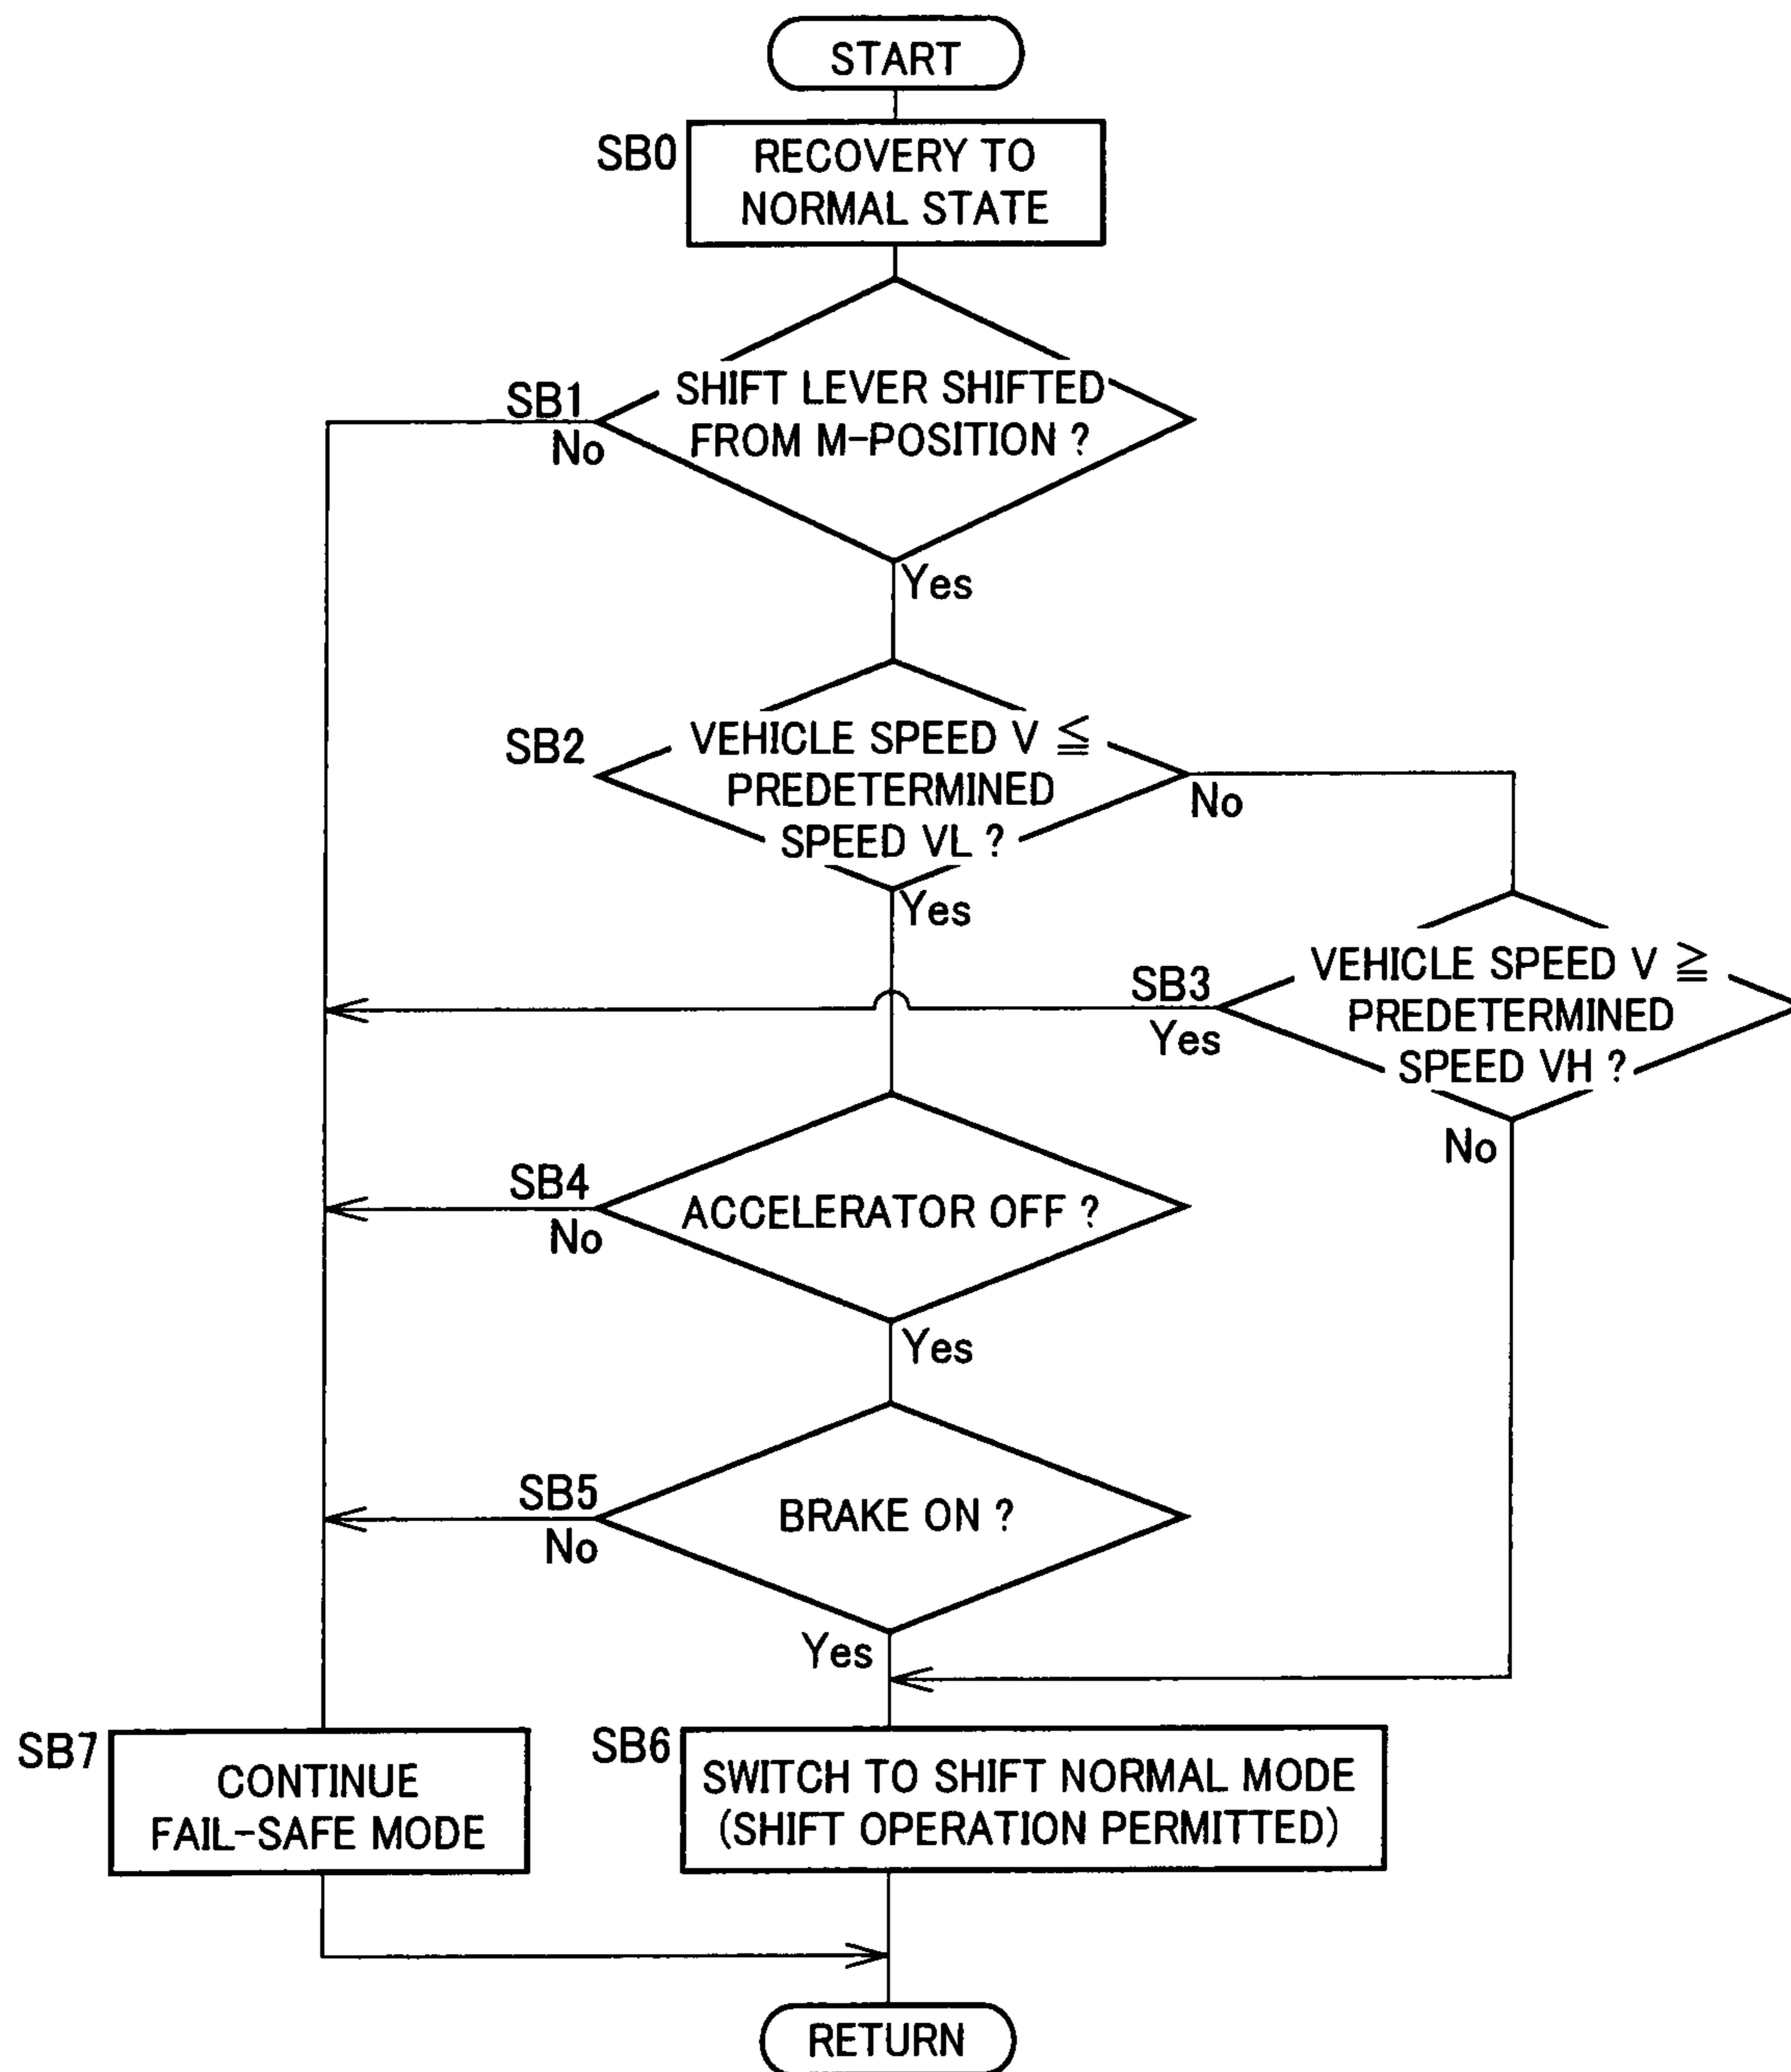 START
SB0
RECOVERY TO
NORMAL STATE
SB1
No
SHIFT LEVER SHIFTED
FROM M-POSITION ?
Yes
SB2
VEHICLE SPEED V ≦
PREDETERMINED
SPEED VL ?
No
Yes
SB3
Yes
VEHICLE SPEED V ≧
PREDETERMINED
SPEED VH ?
No
SB4
No
ACCELERATOR OFF ?
Yes
SB5
No
BRAKE ON ?
Yes
SB7
CONTINUE
FAIL-SAFE MODE
SB6
SWITCH TO SHIFT NORMAL MODE
(SHIFT OPERATION PERMITTED)
RETURN